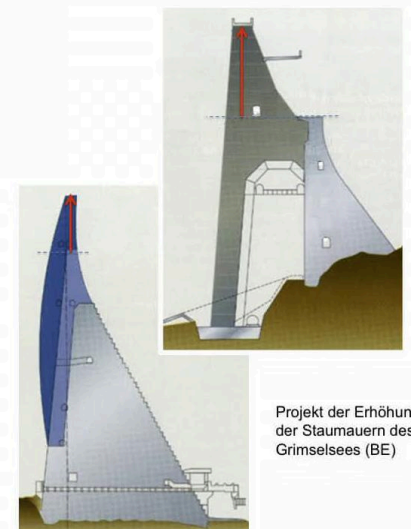 Projekt der Erhöhun
der Staumauern des
Grimselsees (BE)